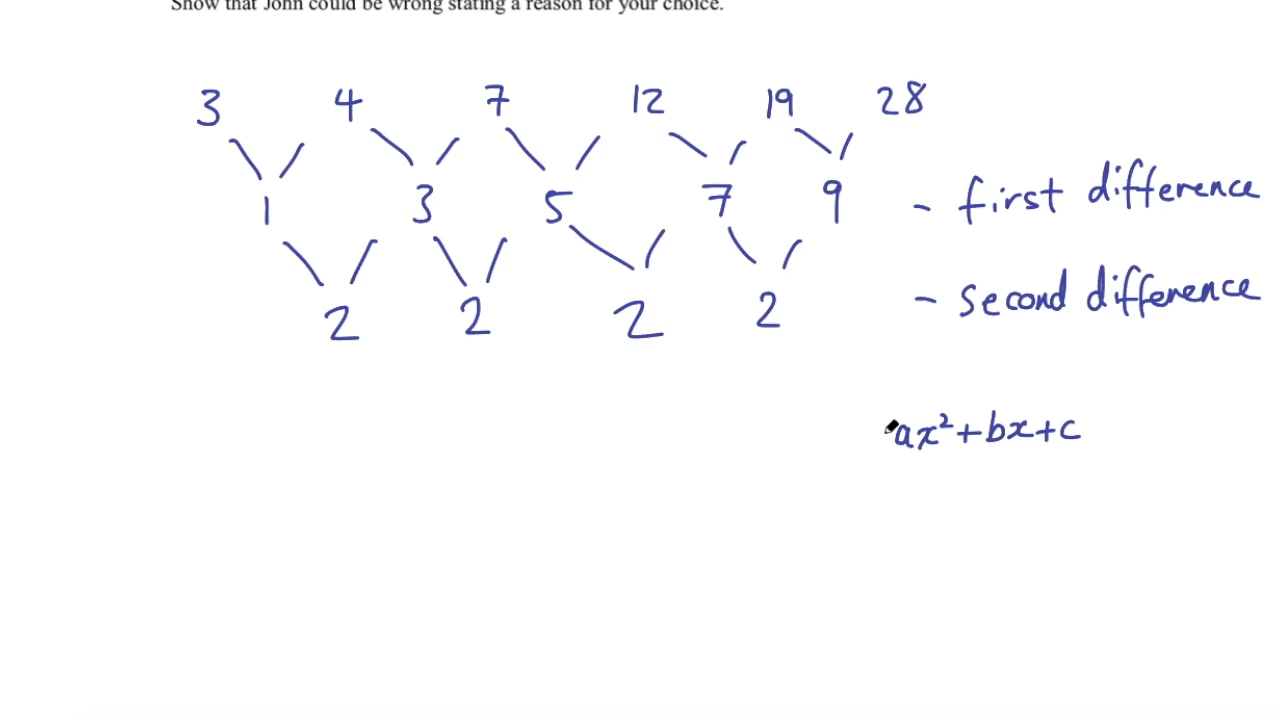 Show that John could be wrong stating a reason for your choice.
3 4 7 12 19 28
1 3 5 7 9 - first difference
2 2 2 2 - second difference
ax²+bx+c